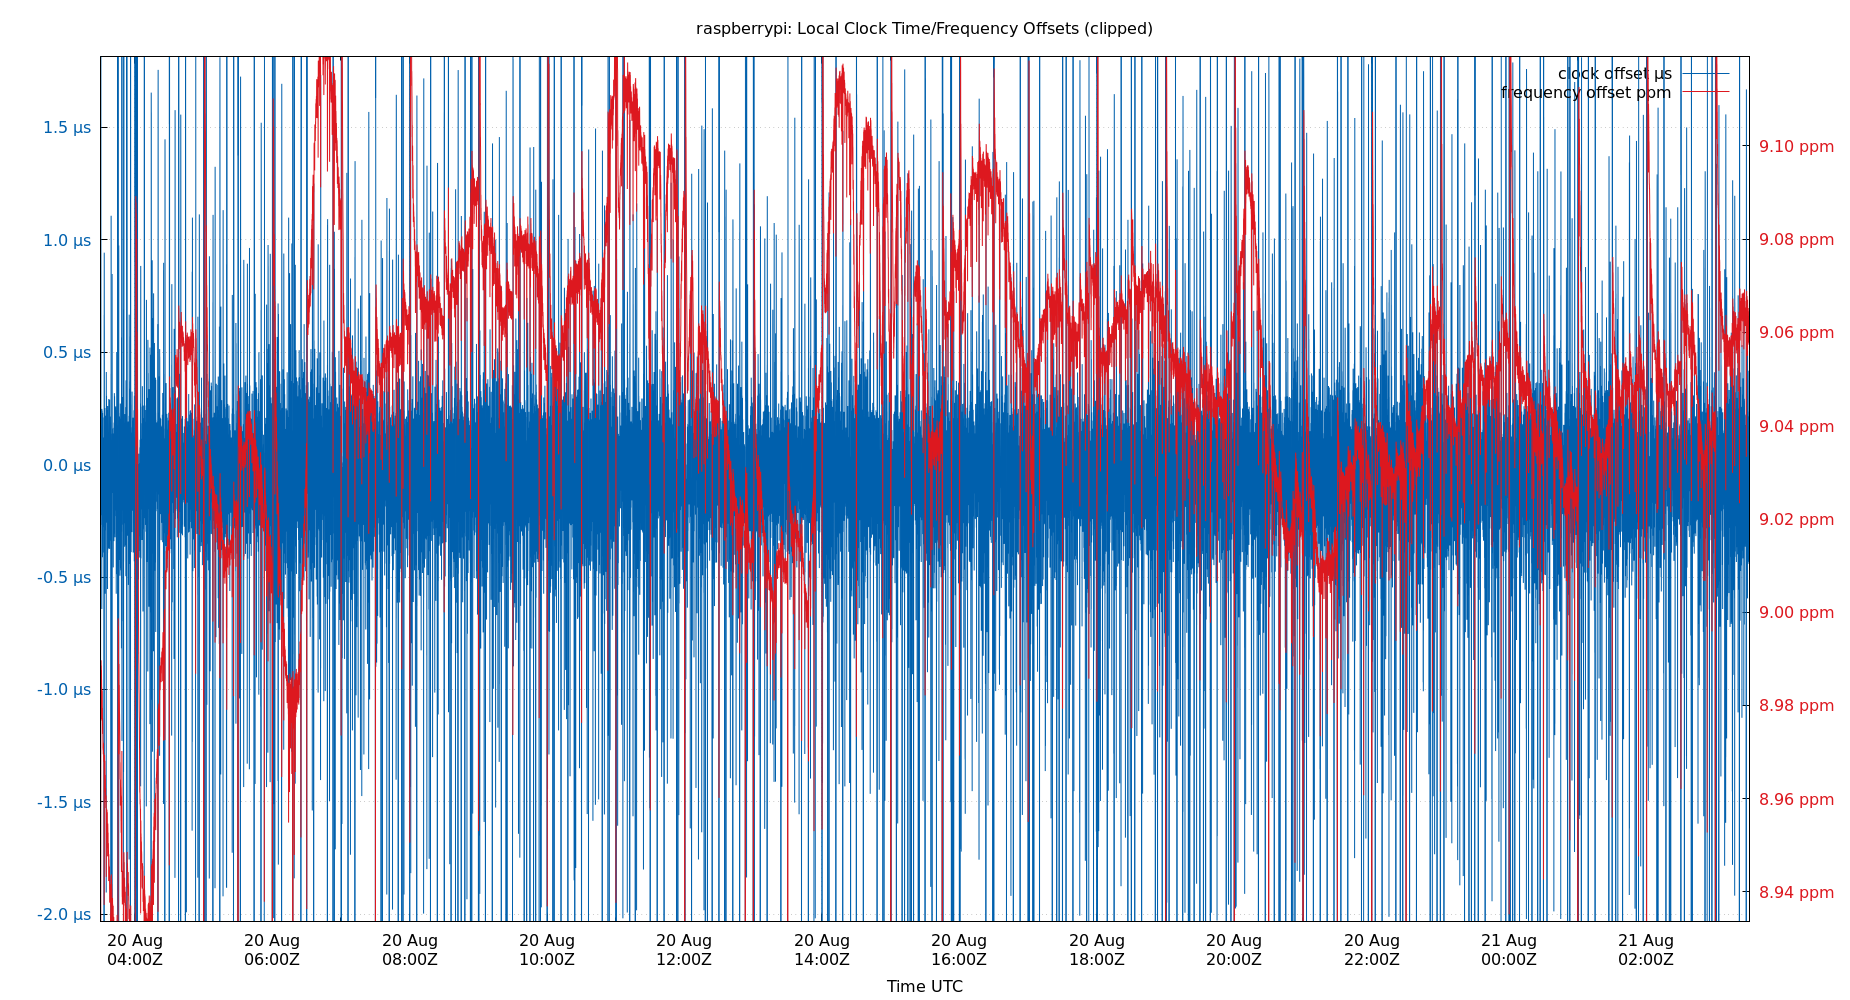 raspberrypi: Local Clock Time/Frequency Offsets (clipped)
clock offset µs
frequency offset ppm
1.5 µs
1.0 µs
0.5 µs
0.0 µs
-0.5 µs
-1.0 µs
-1.5 µs
-2.0 µs
9.10 ppm
9.08 ppm
9.06 ppm
9.04 ppm
9.02 ppm
9.00 ppm
8.98 ppm
8.96 ppm
8.94 ppm
20 Aug 20 Aug 20 Aug 20 Aug 20 Aug 20 Aug 20 Aug 20 Aug 20 Aug 20 Aug 21 Aug 21 Aug
04:00Z 06:00Z 08:00Z 10:00Z 12:00Z 14:00Z 16:00Z 18:00Z 20:00Z 22:00Z 00:00Z 02:00Z
Time UTC